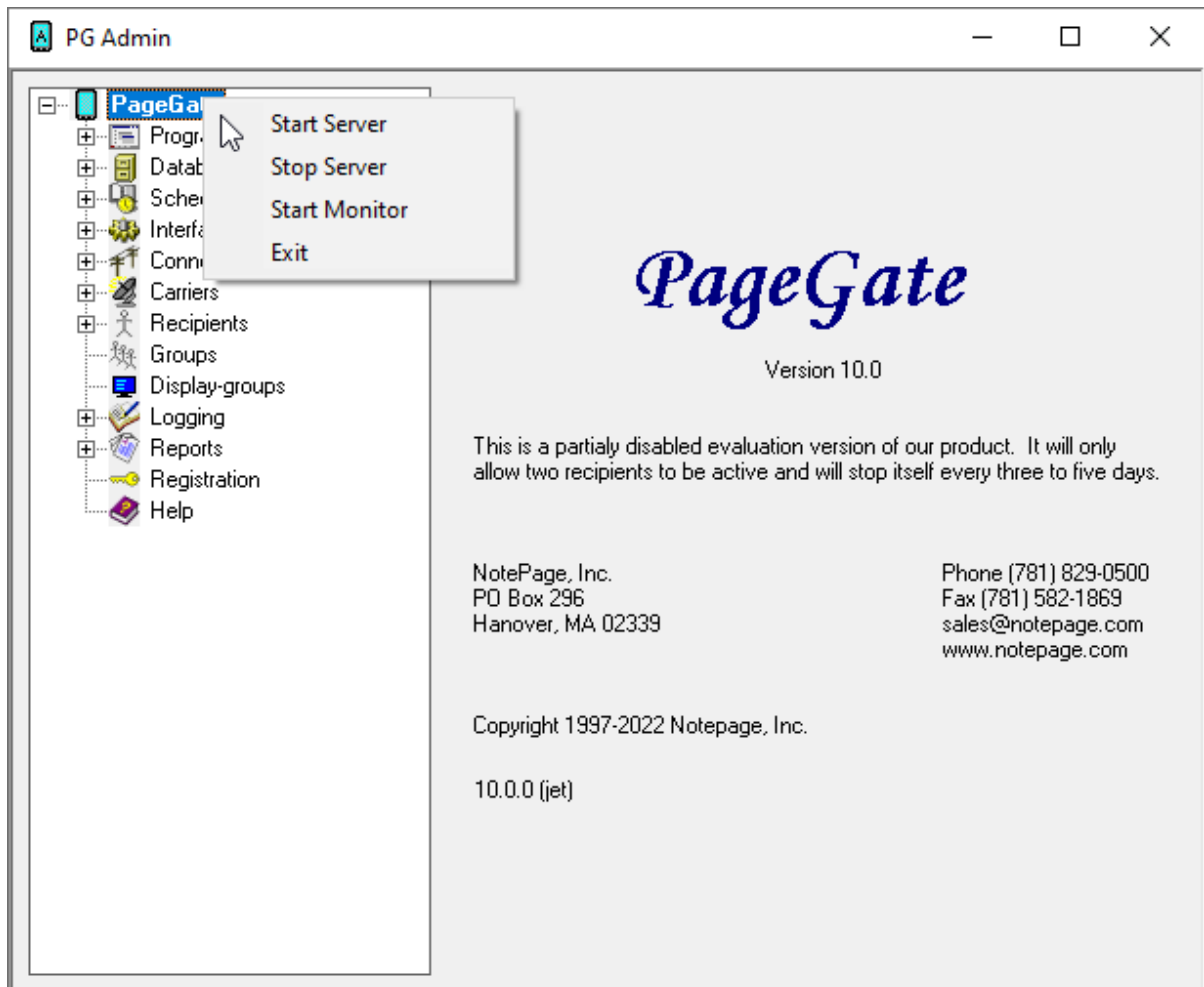 PG Admin
PageGa
Start Server
Progr
Stop Server
Datab
Sche
Start Monitor
Interfa
Exit
Conn
Carriers
Recipients
Groups
Display-groups
Logging
Reports
Registration
Help
PageGate
Version 10.0
This is a partialy disabled evaluation version of our product. It will only
allow two recipients to be active and will stop itself every three to five days.
NotePage, Inc.
PO Box 296
Hanover, MA 02339
Phone (781) 829-0500
Fax (781) 582-1869
sales@notepage.com
www.notepage.com
Copyright 1997-2022 Notepage, Inc.
10.0.0 (jet)